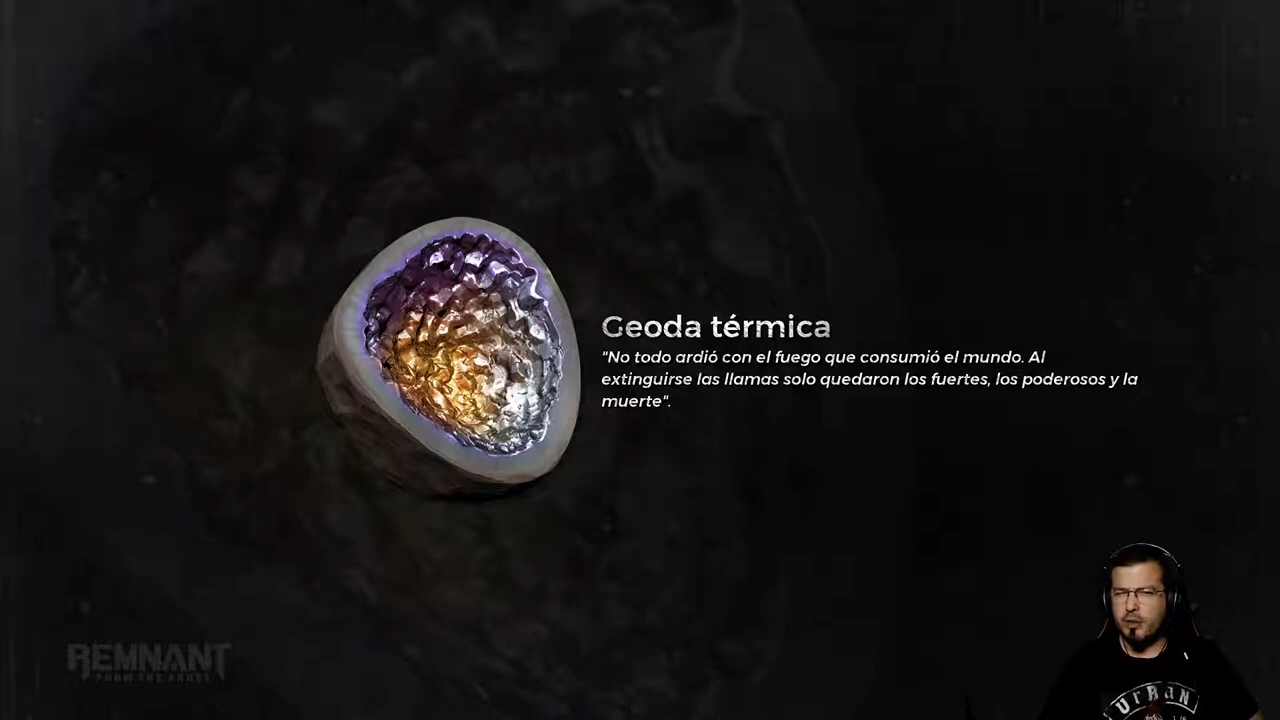 Geoda térmica
"No todo ardió con el fuego que consumió el mundo. Al
extinguirse las llamas solo quedaron los fuertes, los poderosos y la
muerte".
REMNANT
FROM THE ASHES
UrBaN